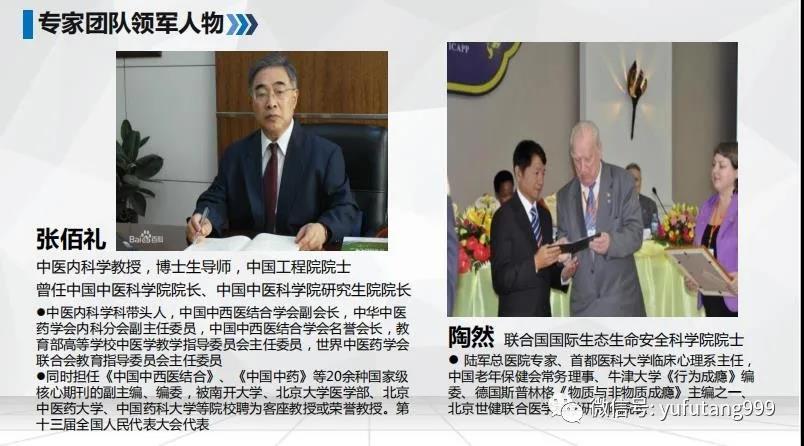 专家团队领军人物
ICAPP
Bai百科
张佰礼
中医内科学教授，博士生导师，中国工程院院士
曾任中国中医科学院院长、中国中医科学院研究生院院长
●中医内科学科带头人，中国中西医结合学会副会长，中华中医
药学会内科分会副主任委员，中国中西医结合学会名誉会长，教
育部高等学校中医学教学指导委员会主任委员，世界中医药学会
联合会教育指导委员会主任委员
●同时担任《中国中西医结合》、《中国中药》等20余种国家级
核心期刊的副主编、编委，被南开大学、北京大学医学部、北京
中医药大学、中国药科大学等院校聘为客座教授或荣誉教授。第
十三届全国人民代表大会代表
陶然 联合国国际生态生命安全科学院院士
● 陆军总医院专家、首都医科大学临床心理系主任，
中国老年保健会常务理事、牛津大学《行为成瘾》编
委、德国斯普林格《物质与非物质成瘾》主编之一、
北京世健联合医学
微信号: yufutang999